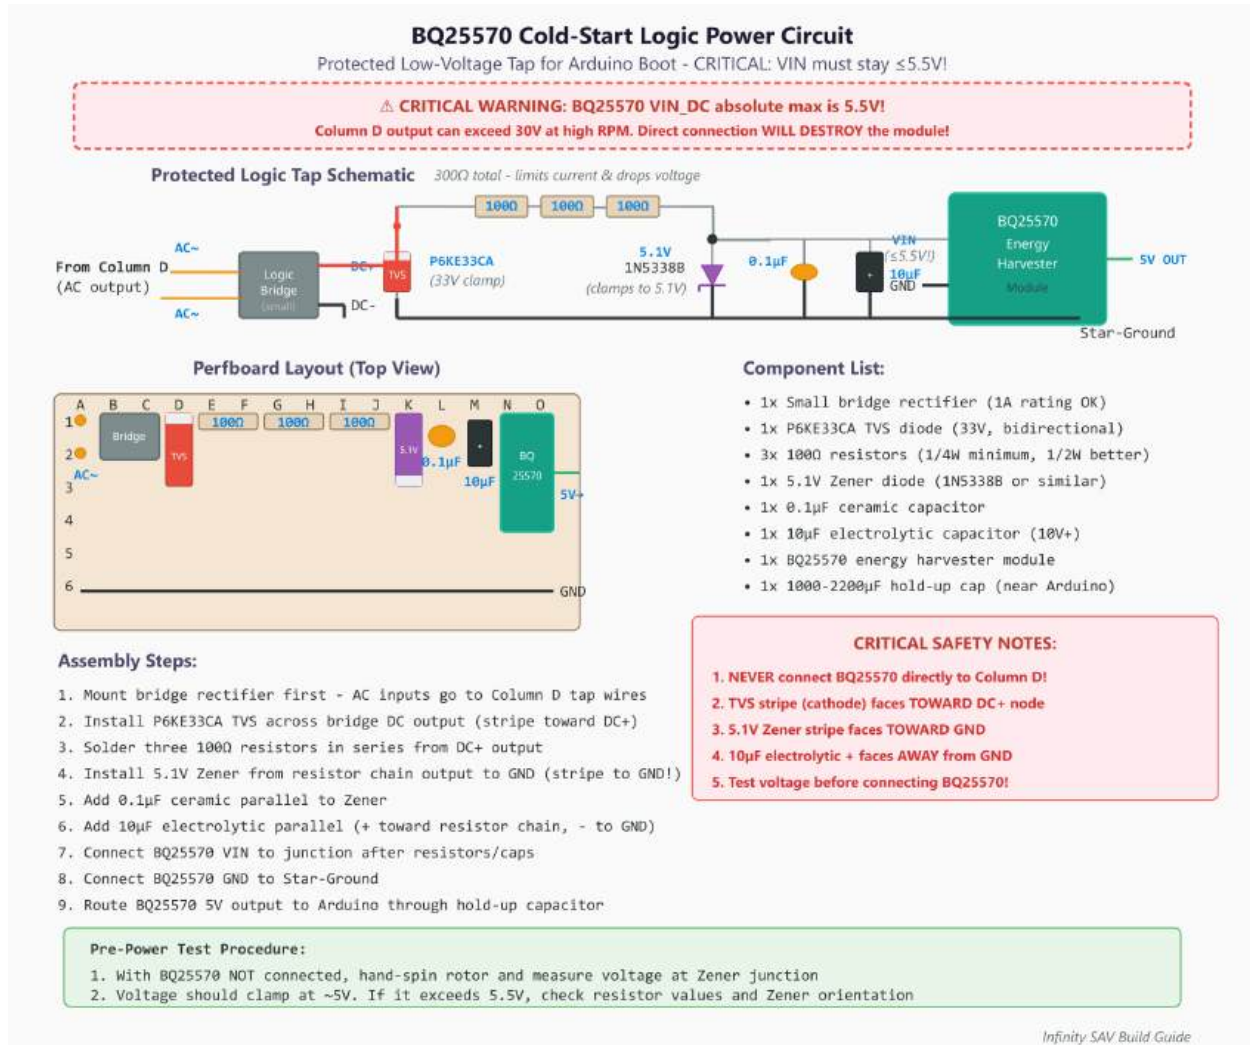 BQ25570 Cold-Start Logic Power Circuit
Protected Low-Voltage Tap for Arduino Boot - CRITICAL: VIN must stay ≤5.5V!
⚠ CRITICAL WARNING: BQ25570 VIN_DC absolute max is 5.5V!
Column D output can exceed 30V at high RPM. Direct connection WILL DESTROY the module!
Protected Logic Tap Schematic 300Ω total - limits current & drops voltage
100Ω 100Ω 100Ω
From Column D
(AC output)
AC~
AC~
Logic
Bridge
(small)
DC+
DC-
TVS
P6KE33CA
(33V clamp)
5.1V
1N5338B
(clamps to 5.1V)
0.1µF
+
10µF
VIN
(≤5.5V!)
GND
BQ25570
Energy
Harvester
Module
5V OUT
Star-Ground
Perfboard Layout (Top View)
A B C D E F G H I J K L M N O
1
2
3
4
5
6
AC~
Bridge
TVS
100Ω 100Ω 100Ω
5.1V
0.1µF
+
10µF
BQ
25570
5V→
GND
Component List:
• 1x Small bridge rectifier (1A rating OK)
• 1x P6KE33CA TVS diode (33V, bidirectional)
• 3x 100Ω resistors (1/4W minimum, 1/2W better)
• 1x 5.1V Zener diode (1N5338B or similar)
• 1x 0.1µF ceramic capacitor
• 1x 10µF electrolytic capacitor (10V+)
• 1x BQ25570 energy harvester module
• 1x 1000-2200µF hold-up cap (near Arduino)
Assembly Steps:
1. Mount bridge rectifier first - AC inputs go to Column D tap wires
2. Install P6KE33CA TVS across bridge DC output (stripe toward DC+)
3. Solder three 100Ω resistors in series from DC+ output
4. Install 5.1V Zener from resistor chain output to GND (stripe to GND!)
5. Add 0.1µF ceramic parallel to Zener
6. Add 10µF electrolytic parallel (+ toward resistor chain, - to GND)
7. Connect BQ25570 VIN to junction after resistors/caps
8. Connect BQ25570 GND to Star-Ground
9. Route BQ25570 5V output to Arduino through hold-up capacitor
CRITICAL SAFETY NOTES:
1. NEVER connect BQ25570 directly to Column D!
2. TVS stripe (cathode) faces TOWARD DC+ node
3. 5.1V Zener stripe faces TOWARD GND
4. 10µF electrolytic + faces AWAY from GND
5. Test voltage before connecting BQ25570!
Pre-Power Test Procedure:
1. With BQ25570 NOT connected, hand-spin rotor and measure voltage at Zener junction
2. Voltage should clamp at ~5V. If it exceeds 5.5V, check resistor values and Zener orientation
Infinity SAV Build Guide